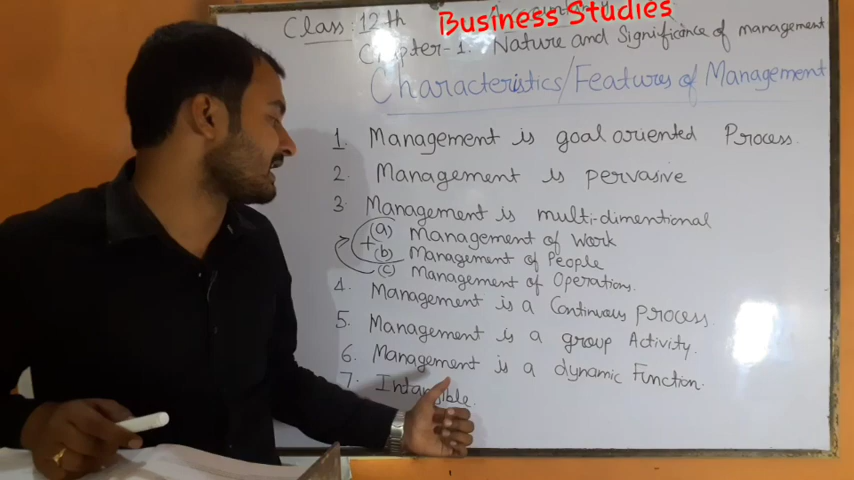 Class: 12th Business Studies
Chapter-1. Nature and Significance of management
Characteristics/Features of Management
1. Management is goal oriented Process.
2. Management is pervasive
3. Management is multi-dimentional
(a) Management of Work
+
(b) Management of People
(c) Management of Operations.
4. Management is a Continuous Process.
5. Management is a group Activity.
6. Management is a dynamic Function.
7. Intangible.